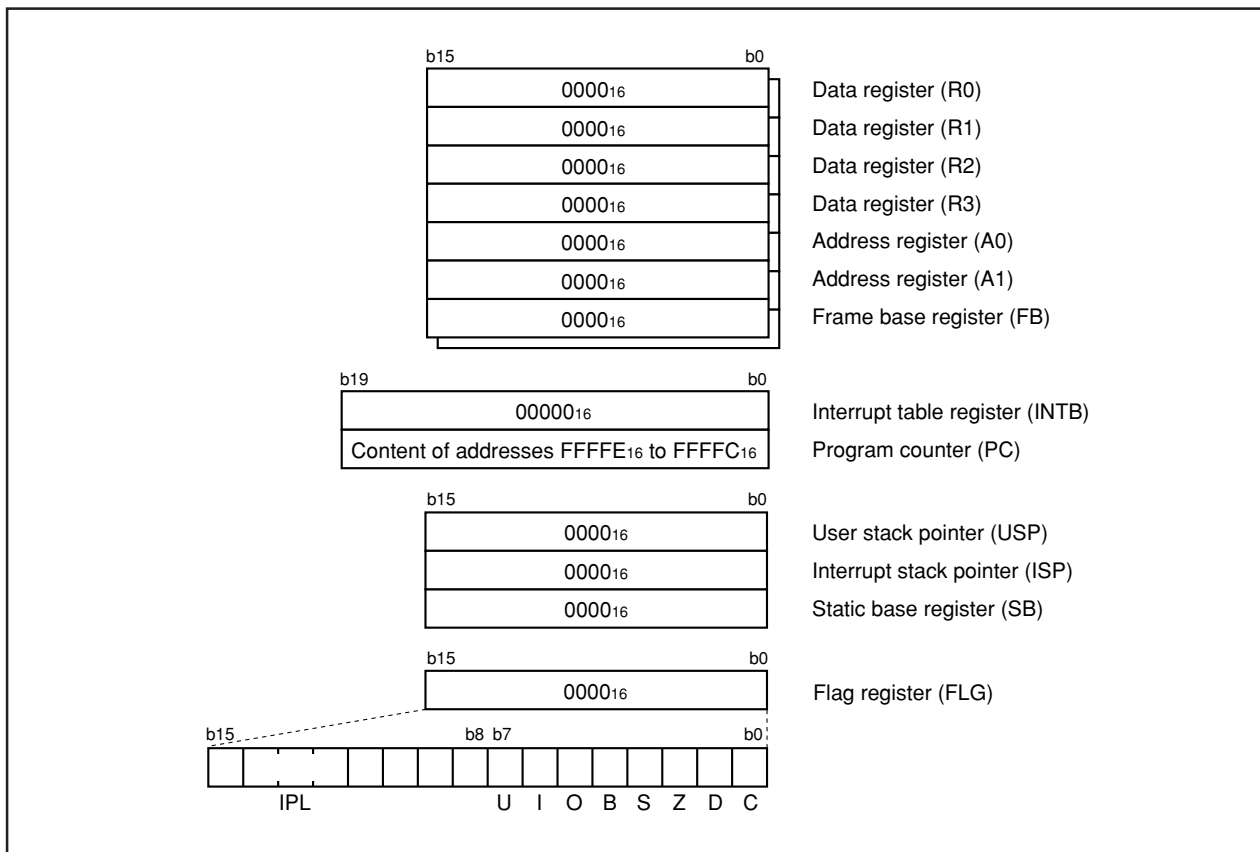 b15 b0
0000₁₆ Data register (R0)
0000₁₆ Data register (R1)
0000₁₆ Data register (R2)
0000₁₆ Data register (R3)
0000₁₆ Address register (A0)
0000₁₆ Address register (A1)
0000₁₆ Frame base register (FB)
b19 b0
00000₁₆ Interrupt table register (INTB)
Content of addresses FFFFE₁₆ to FFFFC₁₆ Program counter (PC)
b15 b0
0000₁₆ User stack pointer (USP)
0000₁₆ Interrupt stack pointer (ISP)
0000₁₆ Static base register (SB)
b15 b0
0000₁₆ Flag register (FLG)
b15 b8 b7 b0
IPL U I O B S Z D C